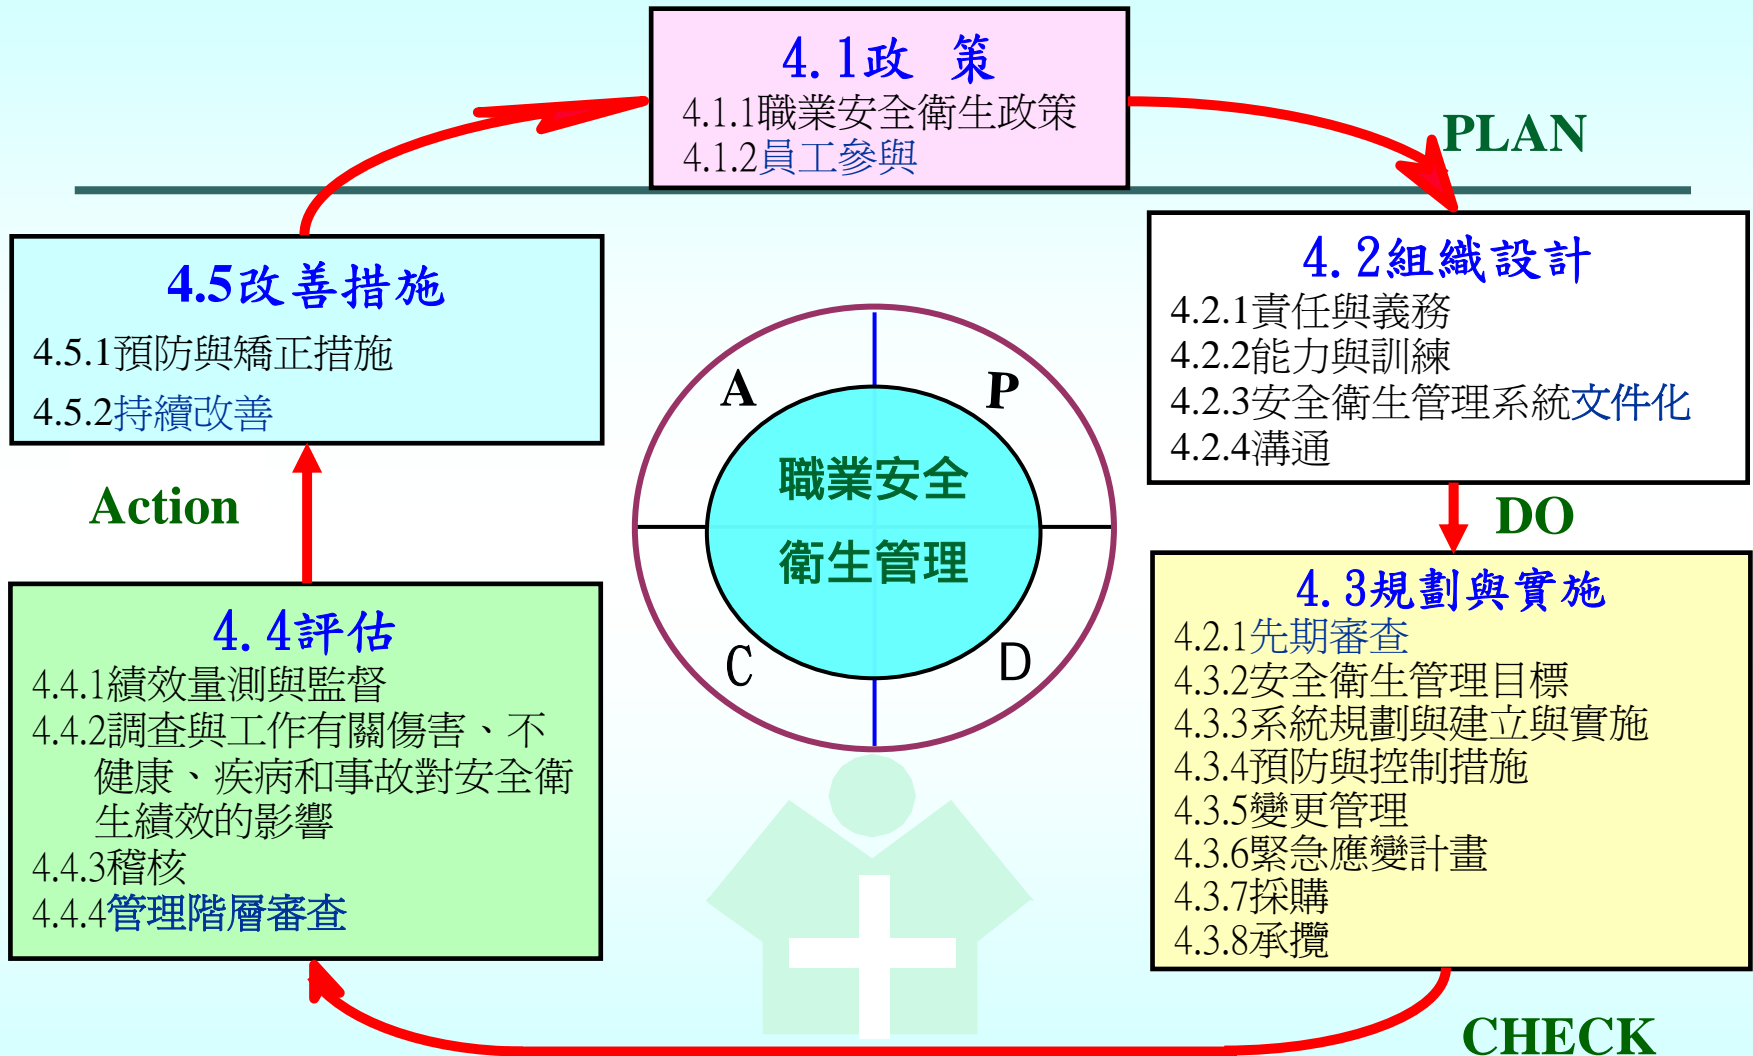 4.1政 策
4.1.1職業安全衛生政策
4.1.2員工參與
PLAN
4.2組織設計
4.2.1責任與義務
4.2.2能力與訓練
4.2.3安全衛生管理系統文件化
4.2.4溝通
DO
4.3規劃與實施
4.2.1先期審查
4.3.2安全衛生管理目標
4.3.3系統規劃與建立與實施
4.3.4預防與控制措施
4.3.5變更管理
4.3.6緊急應變計畫
4.3.7採購
4.3.8承攬
CHECK
4.4評估
4.4.1績效量測與監督
4.4.2調查與工作有關傷害、不
健康、疾病和事故對安全衛
生績效的影響
4.4.3稽核
4.4.4管理階層審查
Action
4.5改善措施
4.5.1預防與矯正措施
4.5.2持續改善
A
P
職業安全
衛生管理
C
D